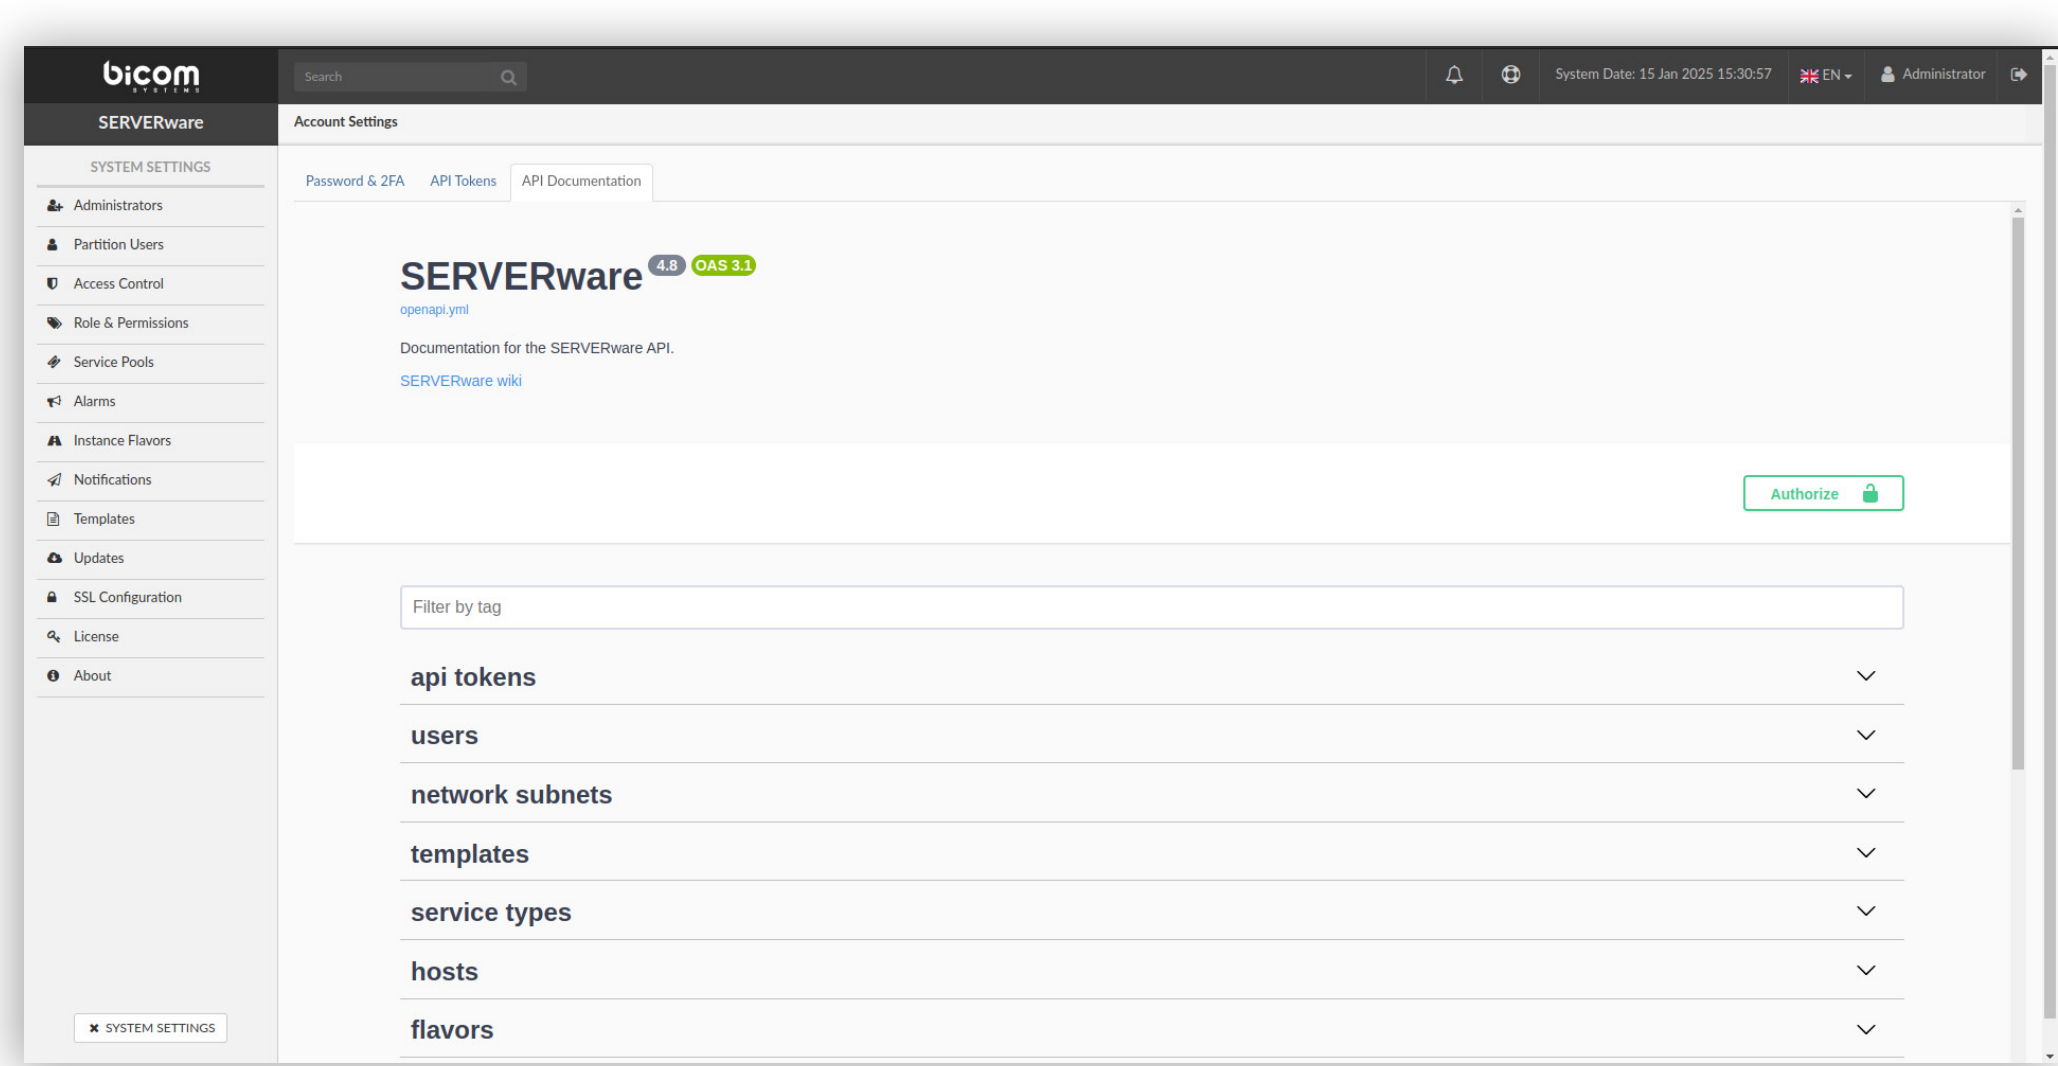 bicom
SYSTEMS
Search
System Date: 15 Jan 2025 15:30:57
EN
Administrator
SERVERware
Account Settings
SYSTEM SETTINGS
Administrators
Partition Users
Access Control
Role & Permissions
Service Pools
Alarms
Instance Flavors
Notifications
Templates
Updates
SSL Configuration
License
About
SYSTEM SETTINGS
Password & 2FA API Tokens API Documentation
SERVERware 4.8 OAS 3.1
openapi.yml
Documentation for the SERVERware API.
SERVERware wiki
Authorize
Filter by tag
api tokens
users
network subnets
templates
service types
hosts
flavors